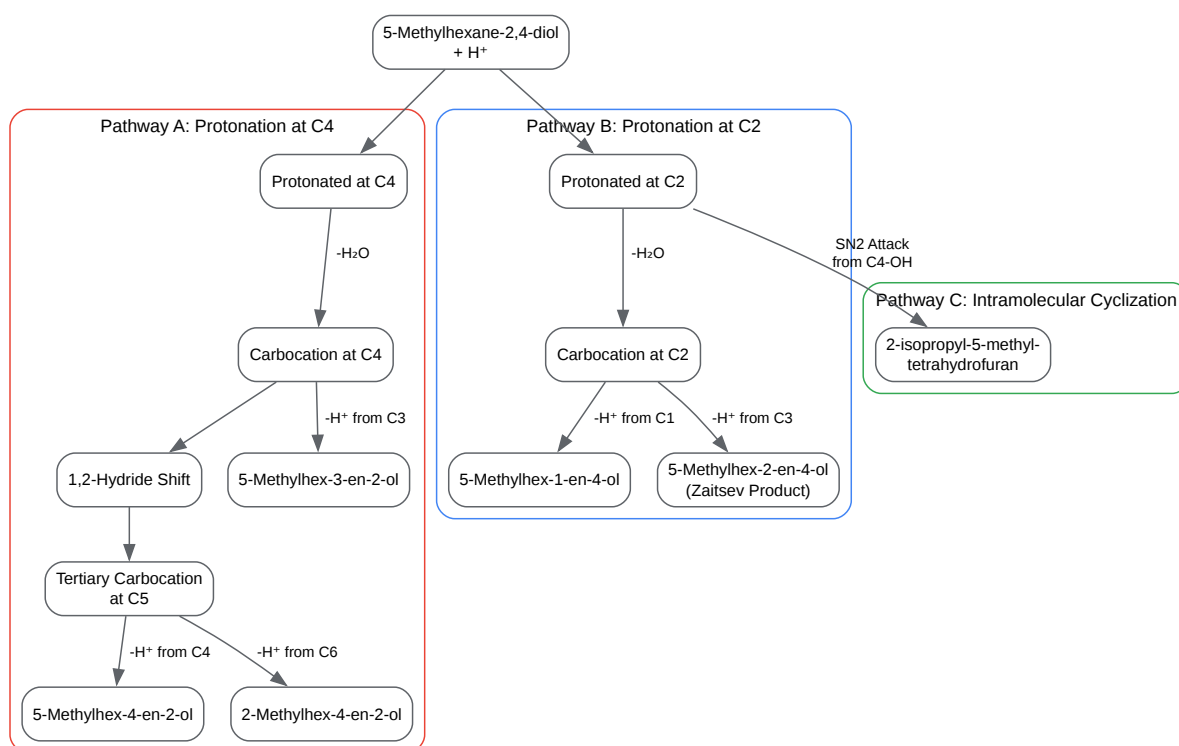 5-Methylhexane-2,4-diol
+ H⁺
Pathway A: Protonation at C4
Pathway B: Protonation at C2
Protonated at C4
Protonated at C2
-H₂O
-H₂O
SN2 Attack
from C4-OH
Pathway C: Intramolecular Cyclization
Carbocation at C4
Carbocation at C2
2-isopropyl-5-methyl-
tetrahydrofuran
-H⁺ from C3
-H⁺ from C1
-H⁺ from C3
1,2-Hydride Shift
5-Methylhex-3-en-2-ol
5-Methylhex-1-en-4-ol
5-Methylhex-2-en-4-ol
(Zaitsev Product)
Tertiary Carbocation
at C5
-H⁺ from C4
-H⁺ from C6
5-Methylhex-4-en-2-ol
2-Methylhex-4-en-2-ol